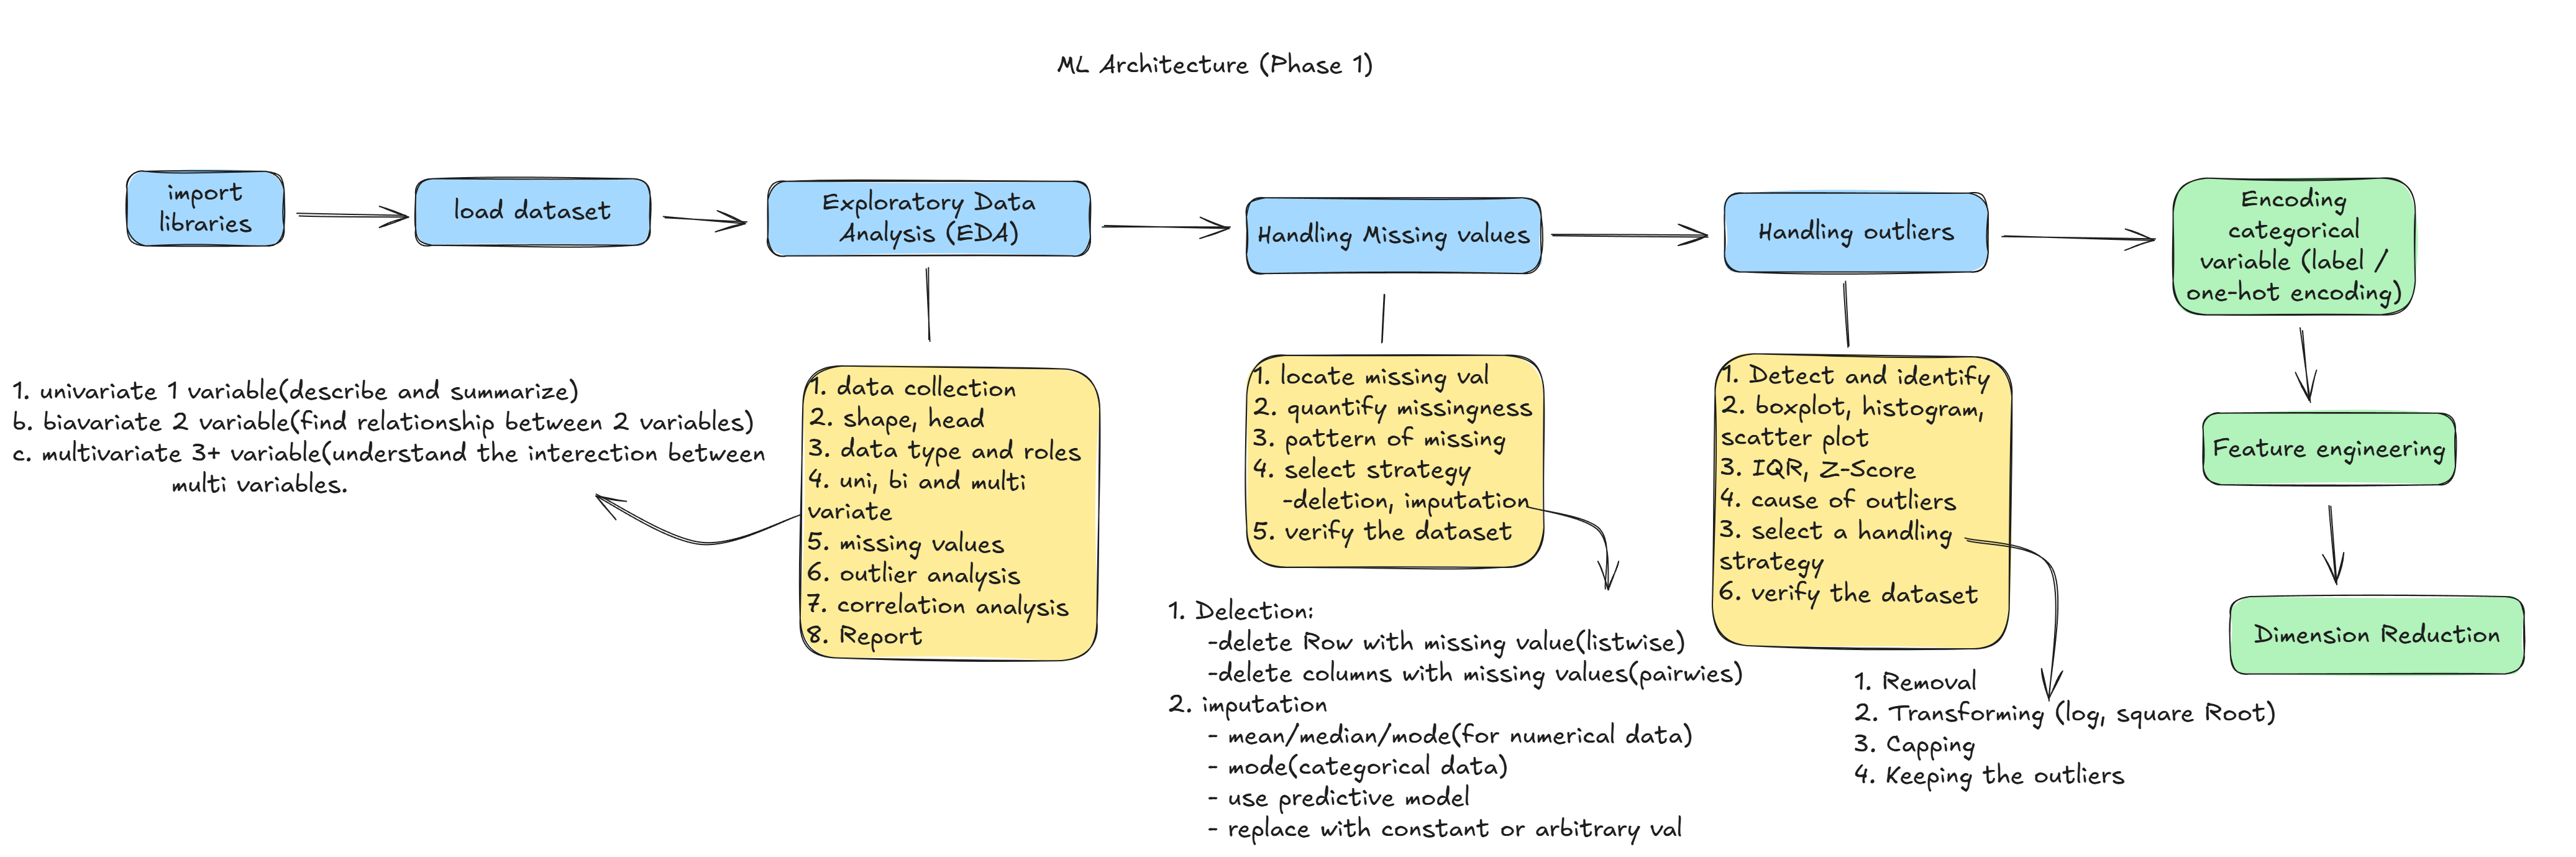 ML Architecture (Phase 1)
import
libraries
load dataset
Exploratory Data
Analysis (EDA)
Handling Missing values
Handling outliers
Encoding
categorical
variable (label /
one-hot encoding)
1. univariate 1 variable(describe and summarize)
b. biavariate 2 variable(find relationship between 2 variables)
c. multivariate 3+ variable(understand the interection between
multi variables.
1. data collection
2. shape, head
3. data type and roles
4. uni, bi and multi
variate
5. missing values
6. outlier analysis
7. correlation analysis
8. Report
1. locate missing val
2. quantify missingness
3. pattern of missing
4. select strategy
-deletion, imputation
5. verify the dataset
1. Delection:
-delete Row with missing value(listwise)
-delete columns with missing values(pairwies)
2. imputation
- mean/median/mode(for numerical data)
- mode(categorical data)
- use predictive model
- replace with constant or arbitrary val
1. Detect and identify
2. boxplot, histogram,
scatter plot
3. IQR, Z-Score
4. cause of outliers
3. select a handling
strategy
6. verify the dataset
1. Removal
2. Transforming (log, square Root)
3. Capping
4. Keeping the outliers
Feature engineering
Dimension Reduction